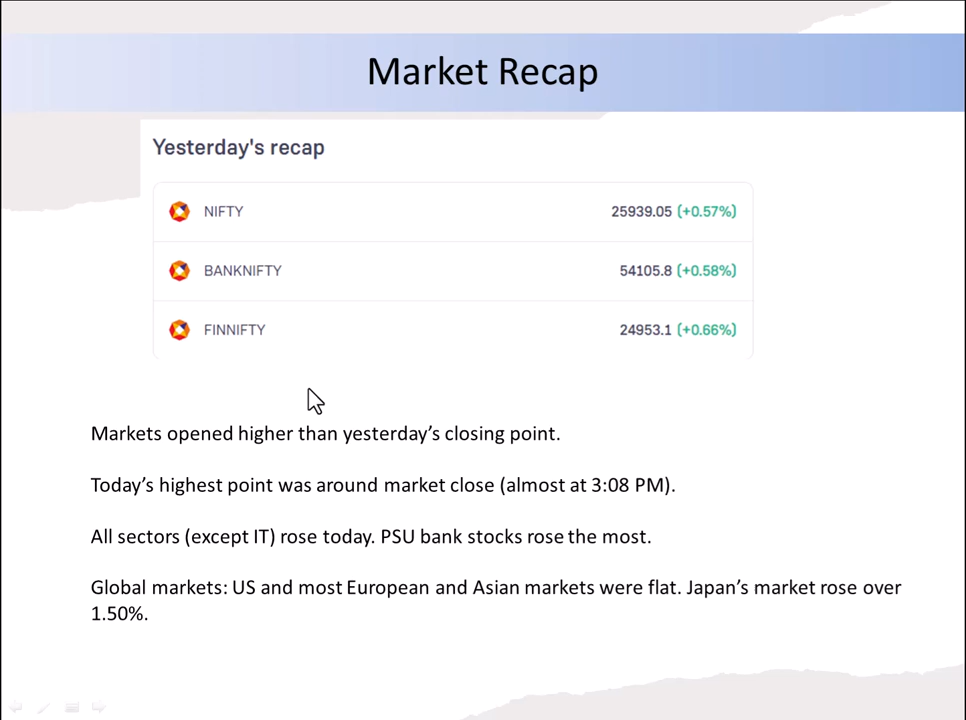 Market Recap
Yesterday's recap
NIFTY 25939.05 (+0.57%)
BANKNIFTY 54105.8 (+0.58%)
FINNIFTY 24953.1 (+0.66%)
Markets opened higher than yesterday’s closing point.
Today’s highest point was around market close (almost at 3:08 PM).
All sectors (except IT) rose today. PSU bank stocks rose the most.
Global markets: US and most European and Asian markets were flat. Japan’s market rose over
1.50%.